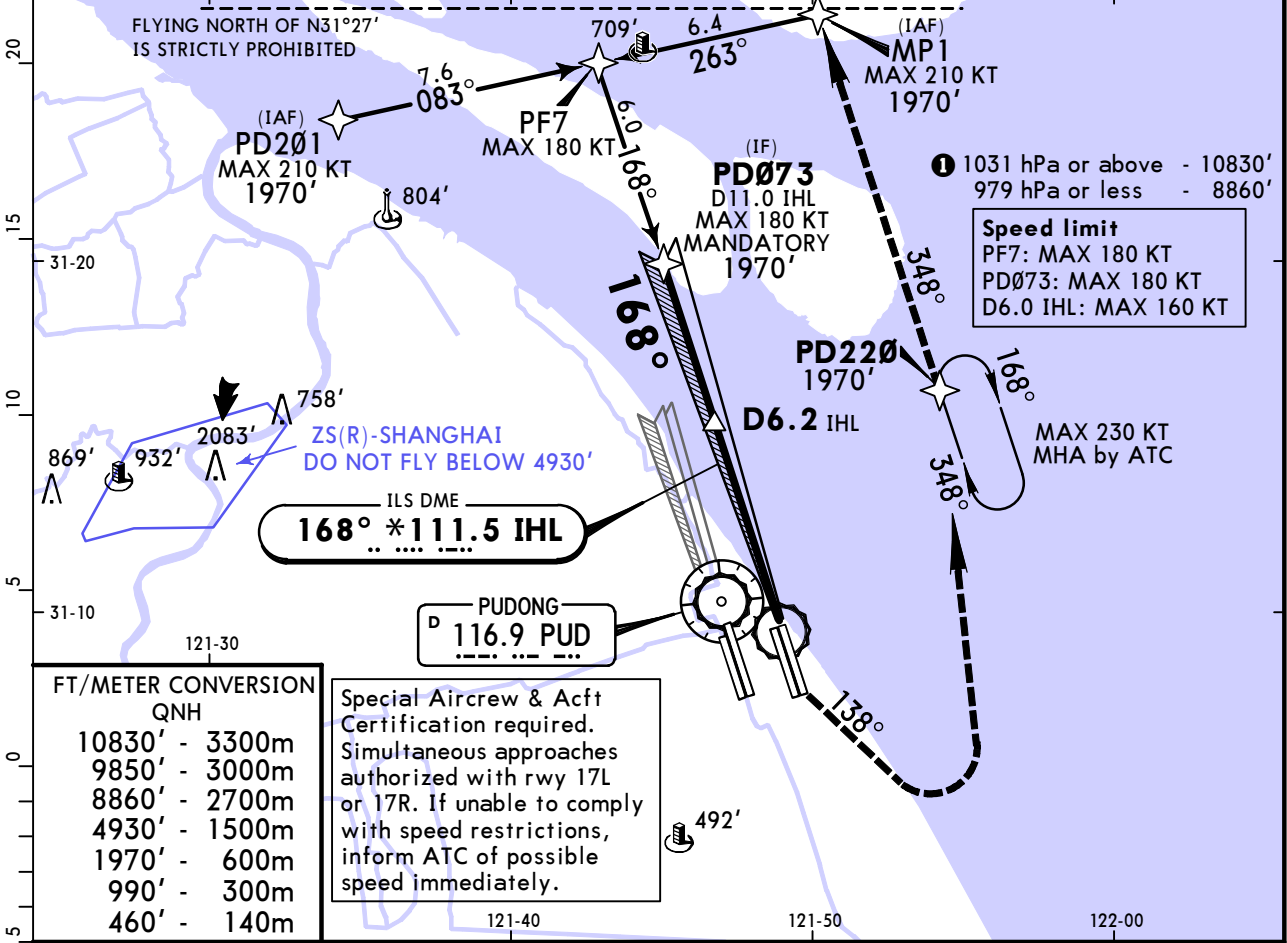 FLYING NORTH OF N31°27'
IS STRICTLY PROHIBITED
709'
6.4
263°
(IAF)
MP1
MAX 210 KT
1970'
20
7.6
083°
(IAF)
PD2Ø1
MAX 210 KT
1970'
PF7
MAX 180 KT
6.0
168°
(IF)
PDØ73
D11.0 IHL
MAX 180 KT
MANDATORY
1970'
1 1031 hPa or above - 10830'
979 hPa or less - 8860'
Speed limit
PF7: MAX 180 KT
PDØ73: MAX 180 KT
D6.0 IHL: MAX 160 KT
804'
15
31-20
168°
348°
PD22Ø
1970'
168°
348°
MAX 230 KT
MHA by ATC
D6.2 IHL
10
758'
2083'
869'
932'
ZS(R)-SHANGHAI
DO NOT FLY BELOW 4930'
ILS DME
168° *111.5 IHL
5
31-10
PUDONG
D 116.9 PUD
121-30
138°
FT/METER CONVERSION
QNH
10830' - 3300m
9850' - 3000m
8860' - 2700m
4930' - 1500m
1970' - 600m
990' - 300m
460' - 140m
Special Aircrew & Acft
Certification required.
Simultaneous approaches
authorized with rwy 17L
or 17R. If unable to comply
with speed restrictions,
inform ATC of possible
speed immediately.
0
492'
5
121-40
121-50
122-00